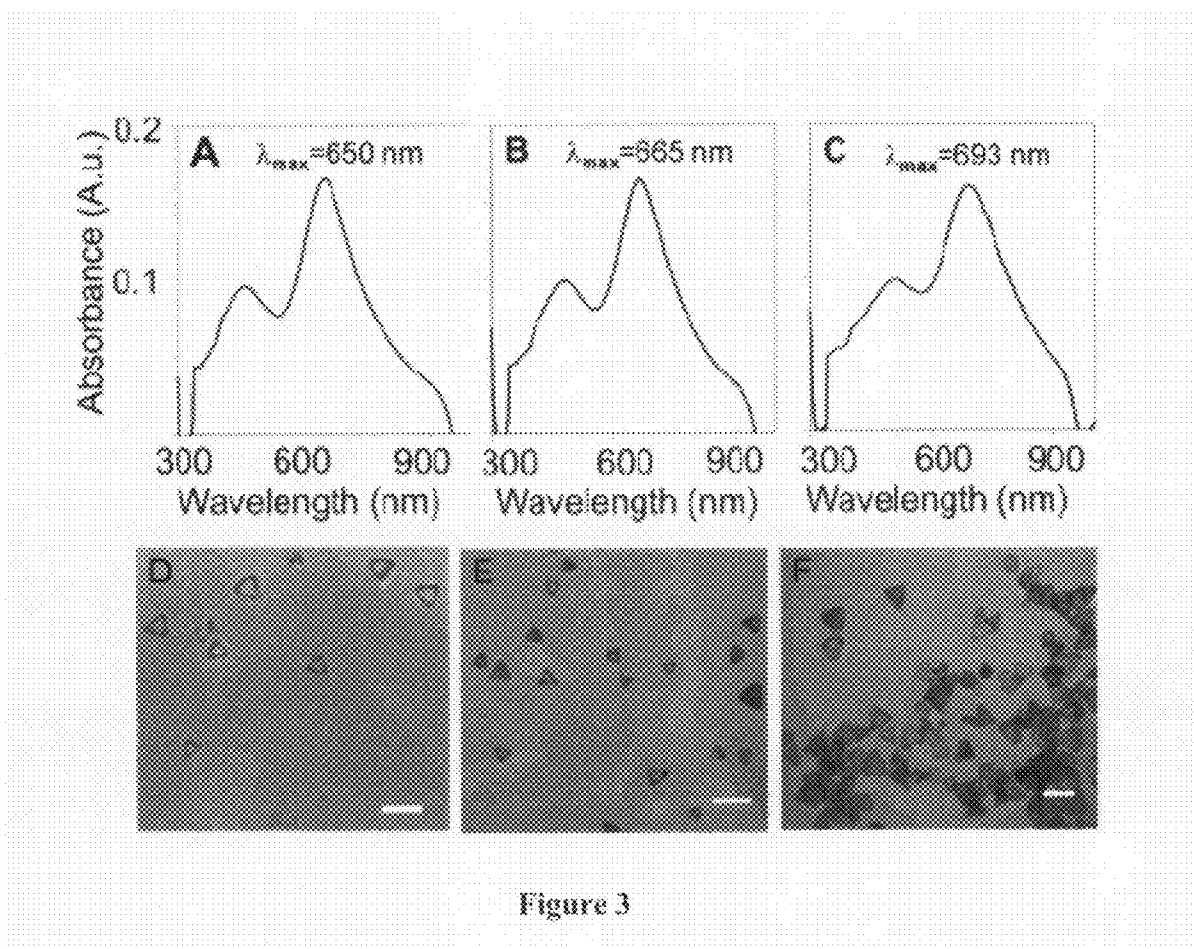 0.2
0.1
Absorbance (A.u.)
A λmax=650 nm
B λmax=665 nm
C λmax=693 nm
300 600 900
300 600 900
300 600 900
Wavelength (nm)
Wavelength (nm)
Wavelength (nm)
D
E
F
Figure 3